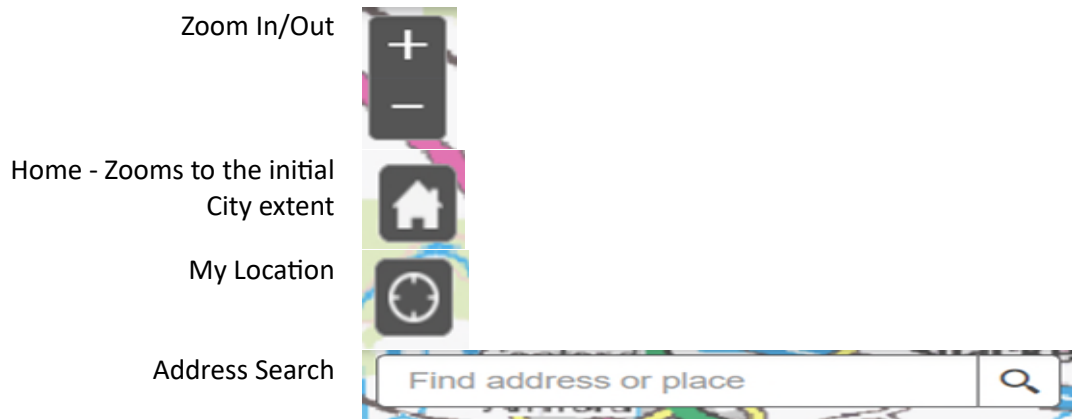 Zoom In/Out
Home - Zooms to the initial
City extent
My Location
Address Search
Find address or place